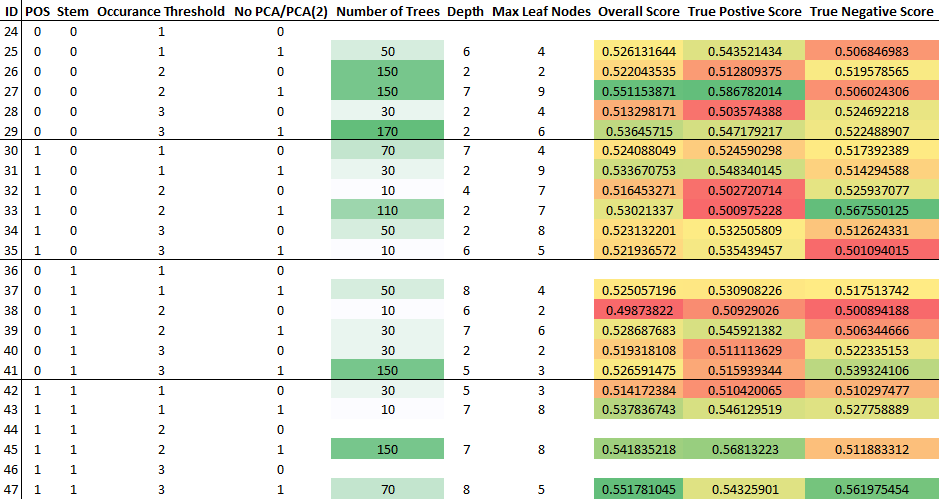 ID POS Stem Occurance Threshold No PCA/PCA(2) Number of Trees Depth Max Leaf Nodes Overall Score True Postive Score True Negative Score
24 0 0 1 0
25 0 0 1 1 50 6 4 0.526131644 0.543521434 0.506846983
26 0 0 2 0 150 2 2 0.522043535 0.512809375 0.519578565
27 0 0 2 1 150 7 9 0.551153871 0.586782014 0.506024306
28 0 0 3 0 30 2 4 0.513298171 0.503574388 0.524692218
29 0 0 3 1 170 2 6 0.53645715 0.547179217 0.522488907
30 1 0 1 0 70 7 4 0.524088049 0.524590298 0.517392389
31 1 0 1 1 30 2 9 0.533670753 0.548340145 0.514294588
32 1 0 2 0 10 4 7 0.516453271 0.502720714 0.525937077
33 1 0 2 1 110 2 7 0.53021337 0.500975228 0.567550125
34 1 0 3 0 50 2 8 0.523132201 0.532505809 0.512624331
35 1 0 3 1 10 6 5 0.521936572 0.535439457 0.501094015
36 0 1 1 0
37 0 1 1 1 50 8 4 0.525057196 0.530908226 0.517513742
38 0 1 2 0 10 6 2 0.49873822 0.50929026 0.500894188
39 0 1 2 1 30 7 6 0.528687683 0.545921382 0.506344666
40 0 1 3 0 30 2 2 0.519318108 0.511113629 0.522335153
41 0 1 3 1 150 5 3 0.526591475 0.515939344 0.539324106
42 1 1 1 0 30 5 3 0.514172384 0.510420065 0.510297477
43 1 1 1 1 10 7 8 0.537836743 0.546129519 0.527758889
44 1 1 2 0
45 1 1 2 1 150 7 8 0.541835218 0.56813223 0.511883312
46 1 1 3 0
47 1 1 3 1 70 8 5 0.551781045 0.54325901 0.561975454